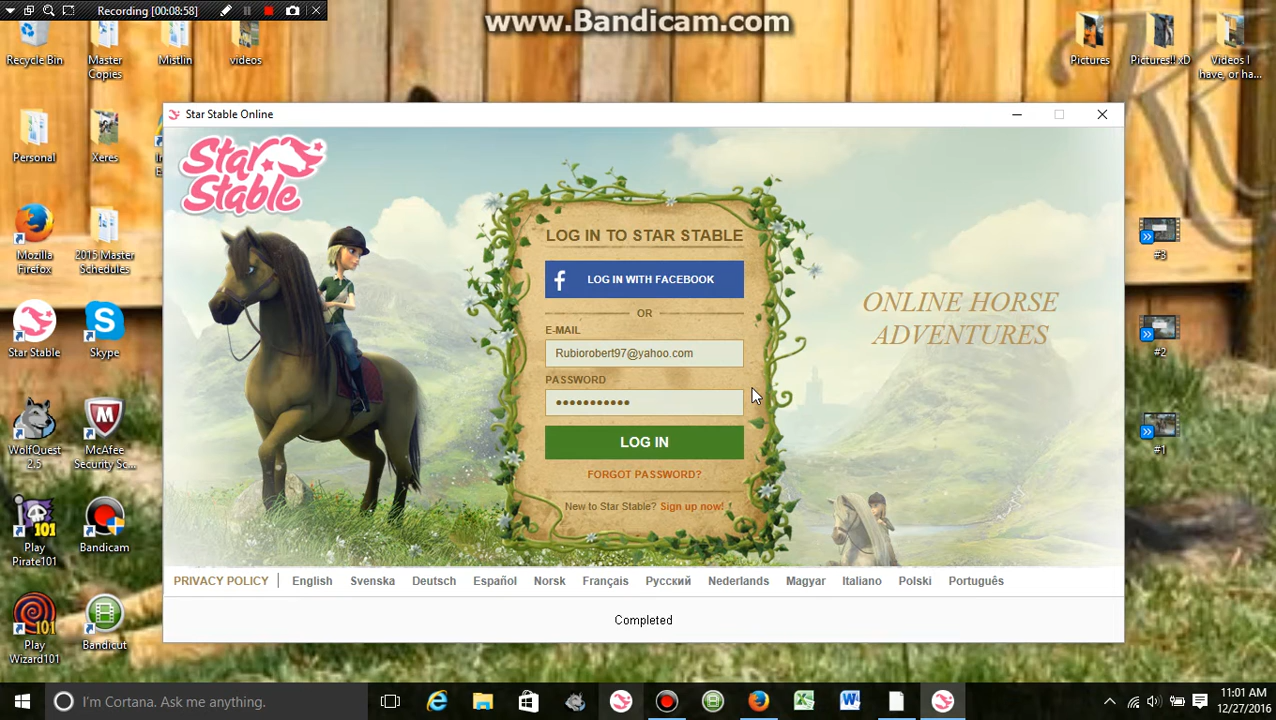 Recording [00:08:58]
www.Bandicam.com
Recycle Bin
Master
Copies
Mistlin
videos
Pictures
Pictures!! xD
Videos I
have, or ha...
Star Stable Online
Personal
Xeres
Star
Stable
LOG IN TO STAR STABLE
LOG IN WITH FACEBOOK
OR
E-MAIL
Rubiorobert97@yahoo.com
PASSWORD
•••••••••••
LOG IN
FORGOT PASSWORD?
New to Star Stable? Sign up now!
ONLINE HORSE
ADVENTURES
Mozilla
Firefox
2015 Master
Schedules
#3
Star Stable
Skype
#2
WolfQuest
2.5
McAfee
Security Sc...
#1
Play
Pirate101
Bandicam
PRIVACY POLICY
English
Svenska
Deutsch
Español
Norsk
Français
Русский
Nederlands
Magyar
Italiano
Polski
Português
Completed
Play
Wizard101
Bandicut
I'm Cortana. Ask me anything.
11:01 AM
12/27/2016